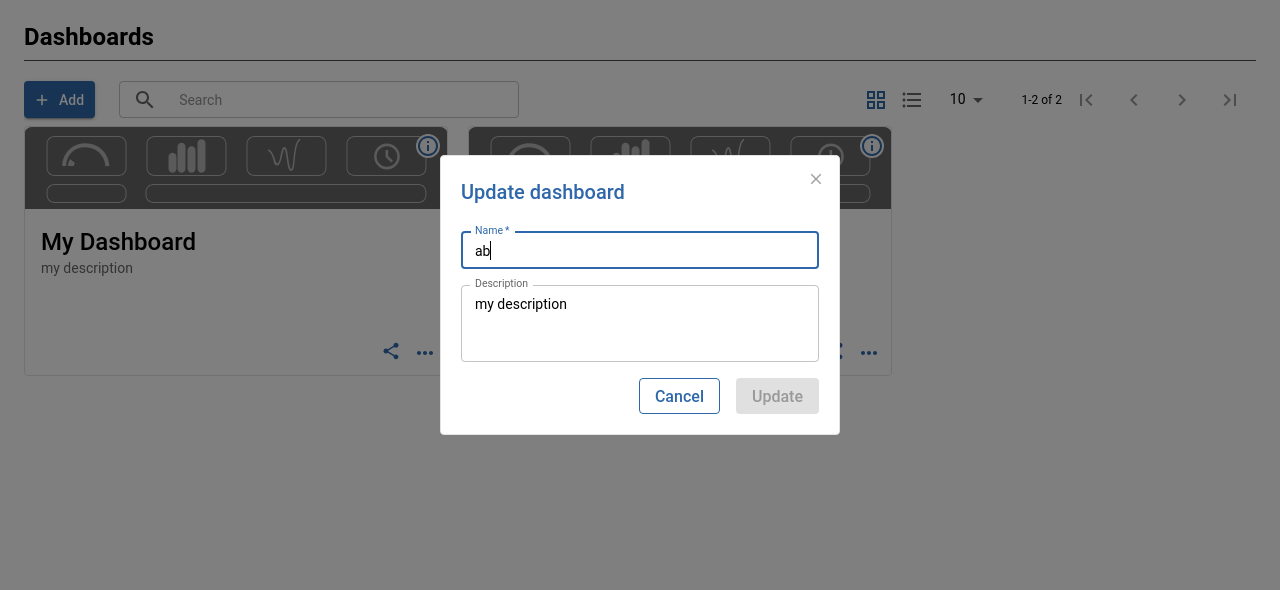 Dashboards
Add
Search
10
1-2 of 2
My Dashboard
my description
Update dashboard
Name *
ab
Description
my description
Cancel
Update